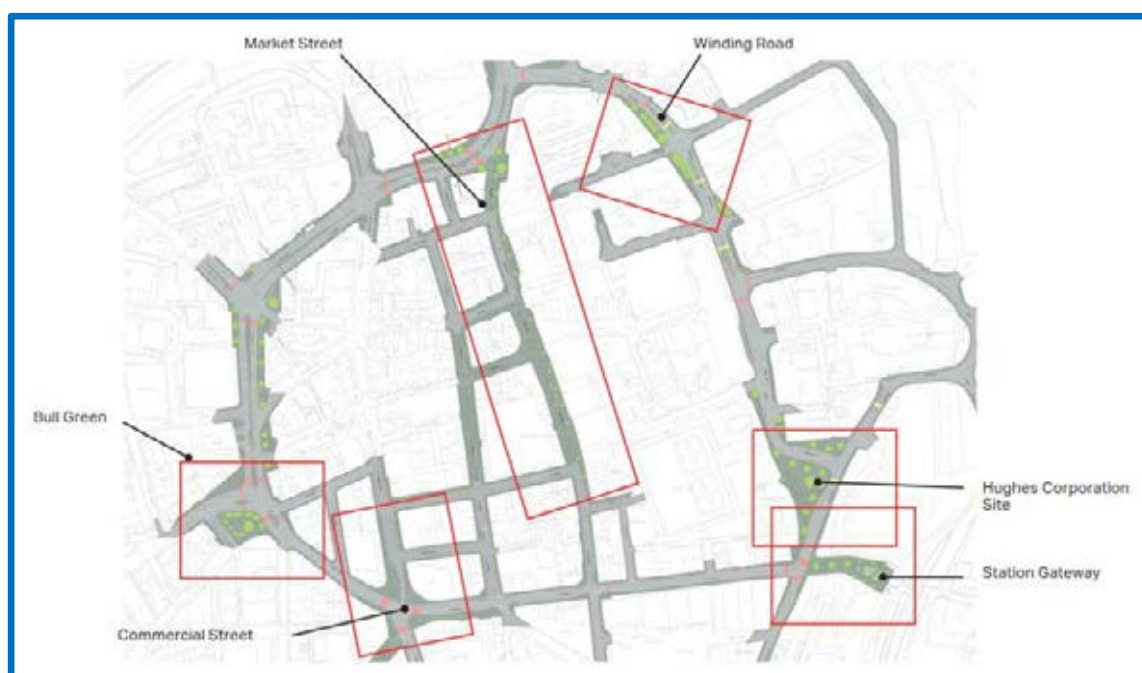 Market Street
Winding Road
Bull Green
Hughes Corporation
Site
Station Gateway
Commercial Street